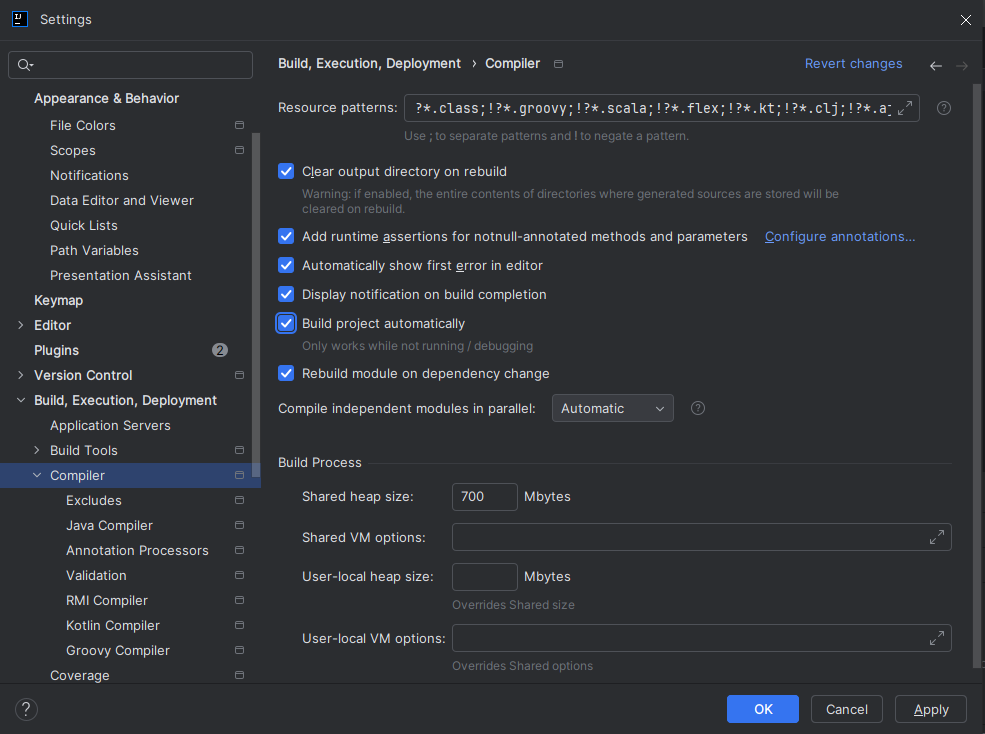 Settings
Appearance & Behavior
File Colors
Scopes
Notifications
Data Editor and Viewer
Quick Lists
Path Variables
Presentation Assistant
Keymap
Editor
Plugins 2
Version Control
Build, Execution, Deployment
Application Servers
Build Tools
Compiler
Excludes
Java Compiler
Annotation Processors
Validation
RMI Compiler
Kotlin Compiler
Groovy Compiler
Coverage
Build, Execution, Deployment › Compiler
Revert changes
Resource patterns: ?*.class;!?*.groovy;!?*.scala;!?*.flex;!?*.kt;!?*.clj;!?*.aj
Use ; to separate patterns and ! to negate a pattern.
Clear output directory on rebuild
Warning: if enabled, the entire contents of directories where generated sources are stored will be
cleared on rebuild.
Add runtime assertions for notnull-annotated methods and parameters Configure annotations...
Automatically show first error in editor
Display notification on build completion
Build project automatically
Only works while not running / debugging
Rebuild module on dependency change
Compile independent modules in parallel: Automatic ?
Build Process
Shared heap size: 700 Mbytes
Shared VM options:
User-local heap size: Mbytes
Overrides Shared size
User-local VM options:
Overrides Shared options
? OK Cancel Apply